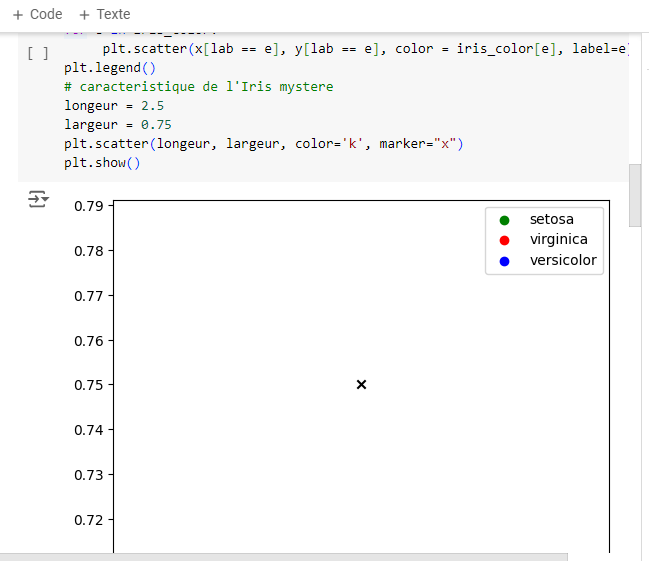 + Code + Texte
[ ]
plt.scatter(x[lab == e], y[lab == e], color = iris_color[e], label=e
plt.legend()
# caracteristique de l'Iris mystere
longeur = 2.5
largeur = 0.75
plt.scatter(longeur, largeur, color='k', marker="x")
plt.show()
0.79
setosa
virginica
versicolor
0.78
0.77
0.76
0.75
0.74
0.73
0.72